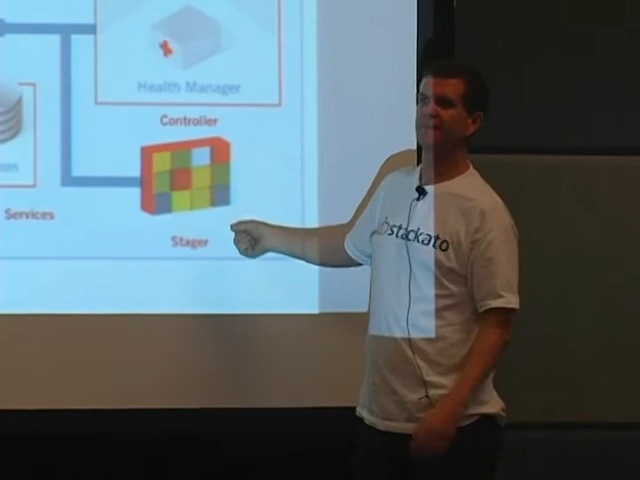 Health Manager
Controller
Services
Stager
stackato